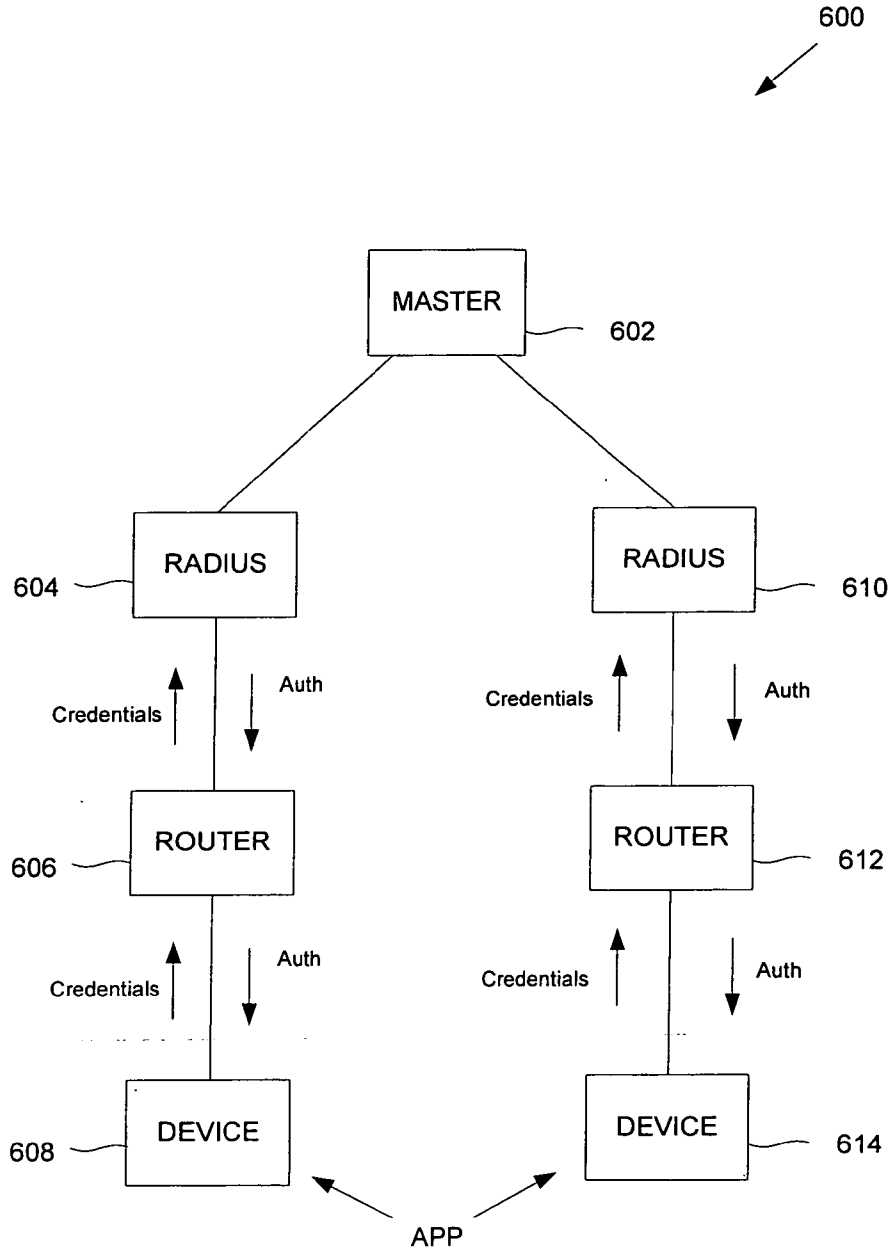 600
MASTER
602
RADIUS
604
RADIUS
610
Credentials
Auth
Credentials
Auth
ROUTER
606
ROUTER
612
Credentials
Auth
Credentials
Auth
DEVICE
608
DEVICE
614
APP